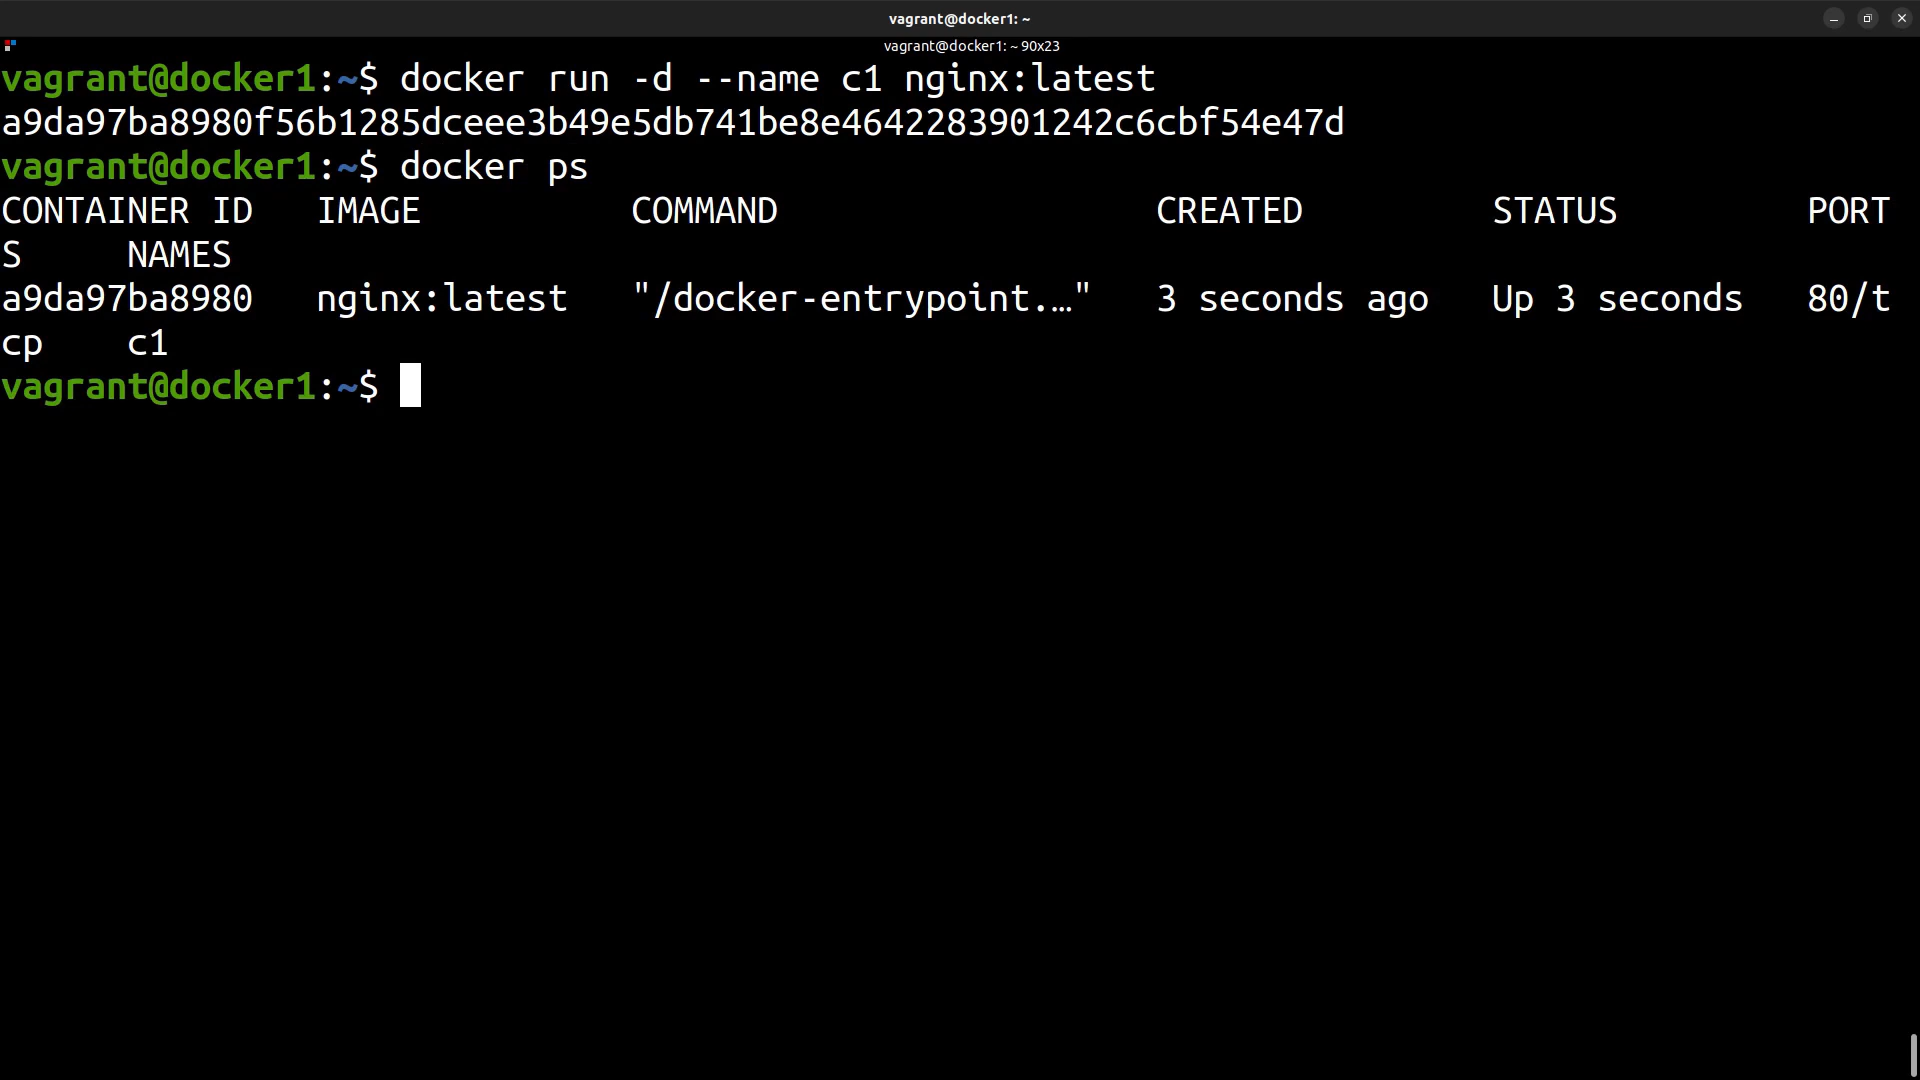 vagrant@docker1: ~
vagrant@docker1: ~ 90x23
vagrant@docker1:~$ docker run -d --name c1 nginx:latest
a9da97ba8980f56b1285dceee3b49e5db741be8e4642283901242c6cbf54e47d
vagrant@docker1:~$ docker ps
CONTAINER ID   IMAGE          COMMAND                  CREATED         STATUS         PORT
S     NAMES
a9da97ba8980   nginx:latest   "/docker-entrypoint.…"   3 seconds ago   Up 3 seconds   80/t
cp    c1
vagrant@docker1:~$